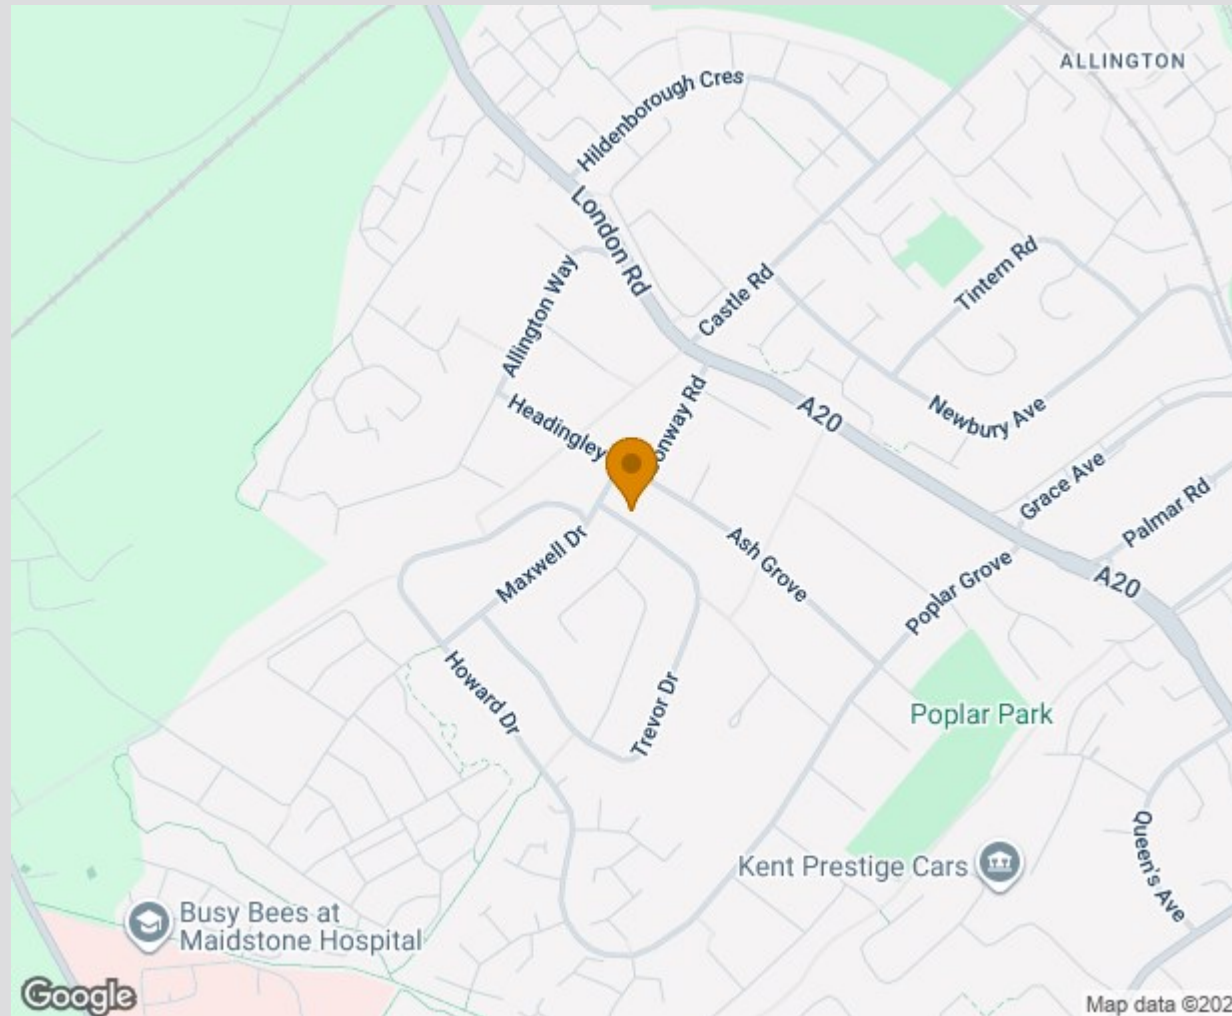 ALLINGTON
Hildenborough Cres
London Rd
Tintern Rd
Castle Rd
Allington Way
A20
Newbury Ave
Headingley
onway Rd
Grace Ave
Palmar Rd
Ash Grove
Maxwell Dr
Poplar Grove
A20
Howard Dr
Trevor Dr
Poplar Park
Queen's Ave
Kent Prestige Cars
Busy Bees at
Maidstone Hospital
Google
Map data ©202